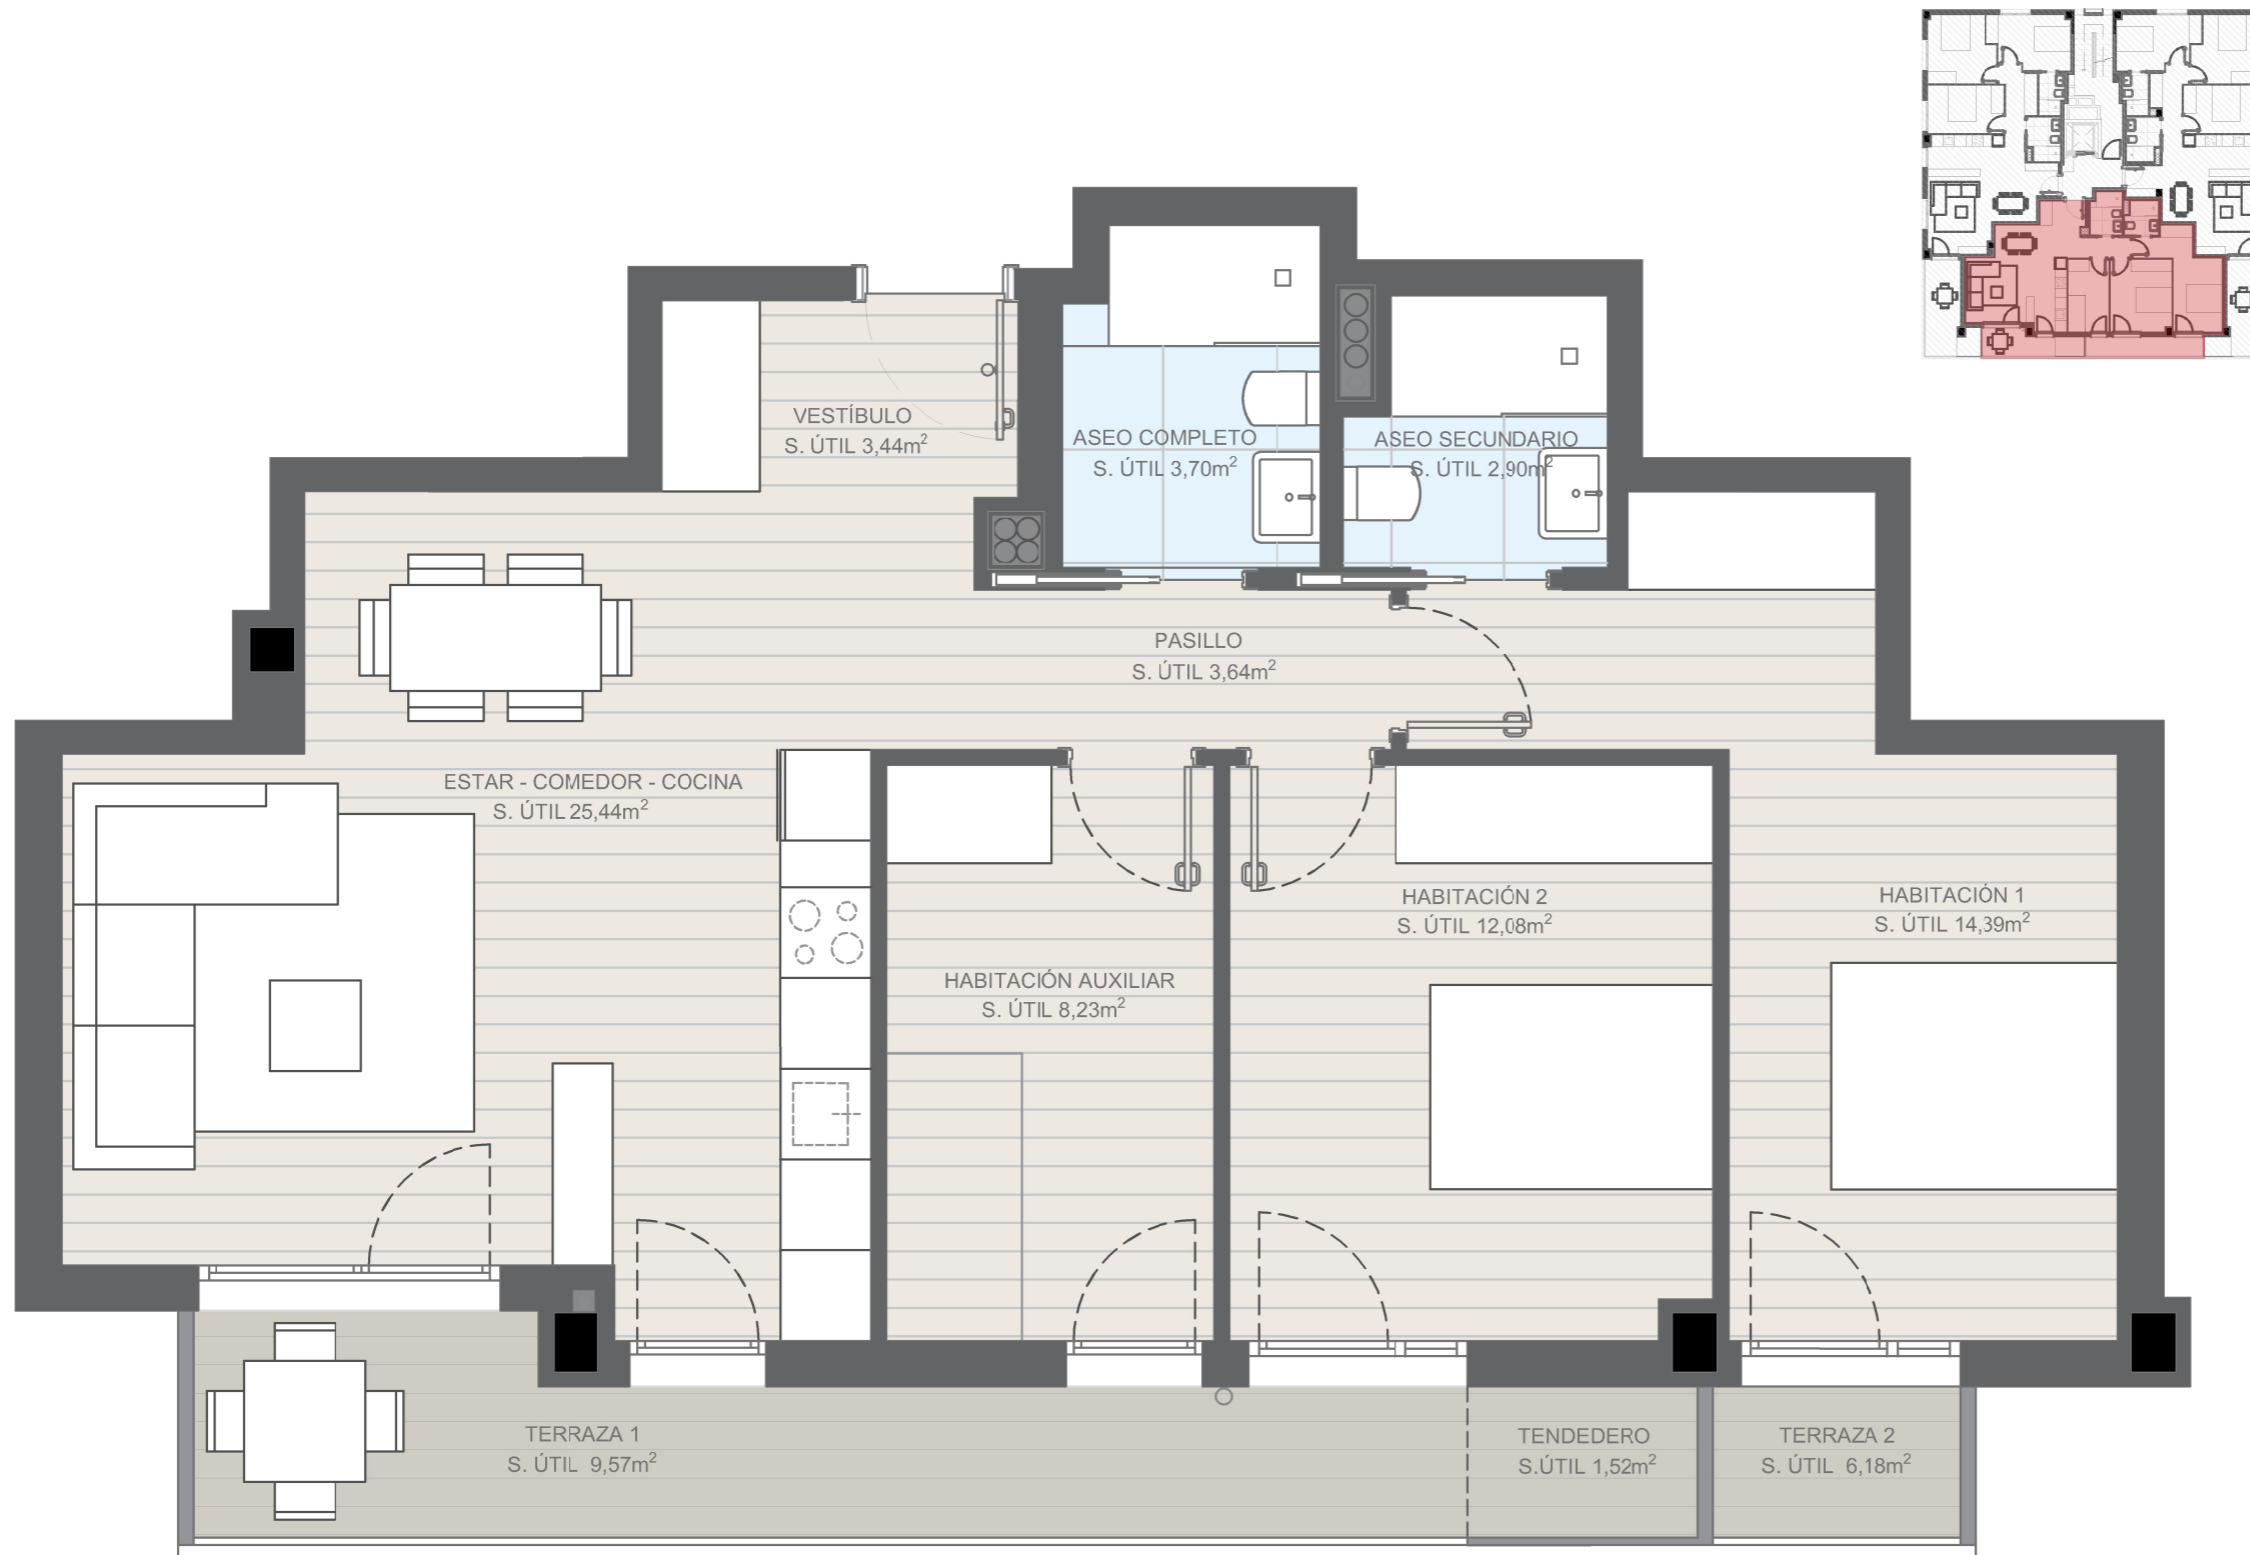 VESTÍBULO
S. ÚTIL 3,44m²
ASEO COMPLETO
S. ÚTIL 3,70m²
ASEO SECUNDARIO
S. ÚTIL 2,90m²
PASILLO
S. ÚTIL 3,64m²
ESTAR - COMEDOR - COCINA
S. ÚTIL 25,44m²
HABITACIÓN AUXILIAR
S. ÚTIL 8,23m²
HABITACIÓN 2
S. ÚTIL 12,08m²
HABITACIÓN 1
S. ÚTIL 14,39m²
TERRAZA 1
S. ÚTIL 9,57m²
TENDEDERO
S.ÚTIL 1,52m²
TERRAZA 2
S. ÚTIL 6,18m²